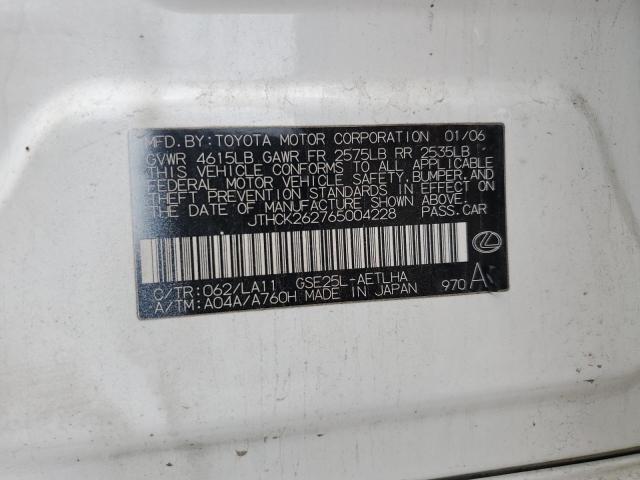 MFD. BY: TOYOTA MOTOR CORPORATION 01/06
GVWR 4615LB GAWR FR 2575LB RR 2535LB
THIS VEHICLE CONFORMS TO ALL APPLICABLE
FEDERAL MOTOR VEHICLE SAFETY, BUMPER, AND
THEFT PREVENTION STANDARDS IN EFFECT ON
THE DATE OF MANUFACTURE SHOWN ABOVE.
JTHCK262765004228 PASS. CAR
C/TR: 062/LA11 GSE25L-AETLHA
A/TM: A04A/A760H MADE IN JAPAN 970 A